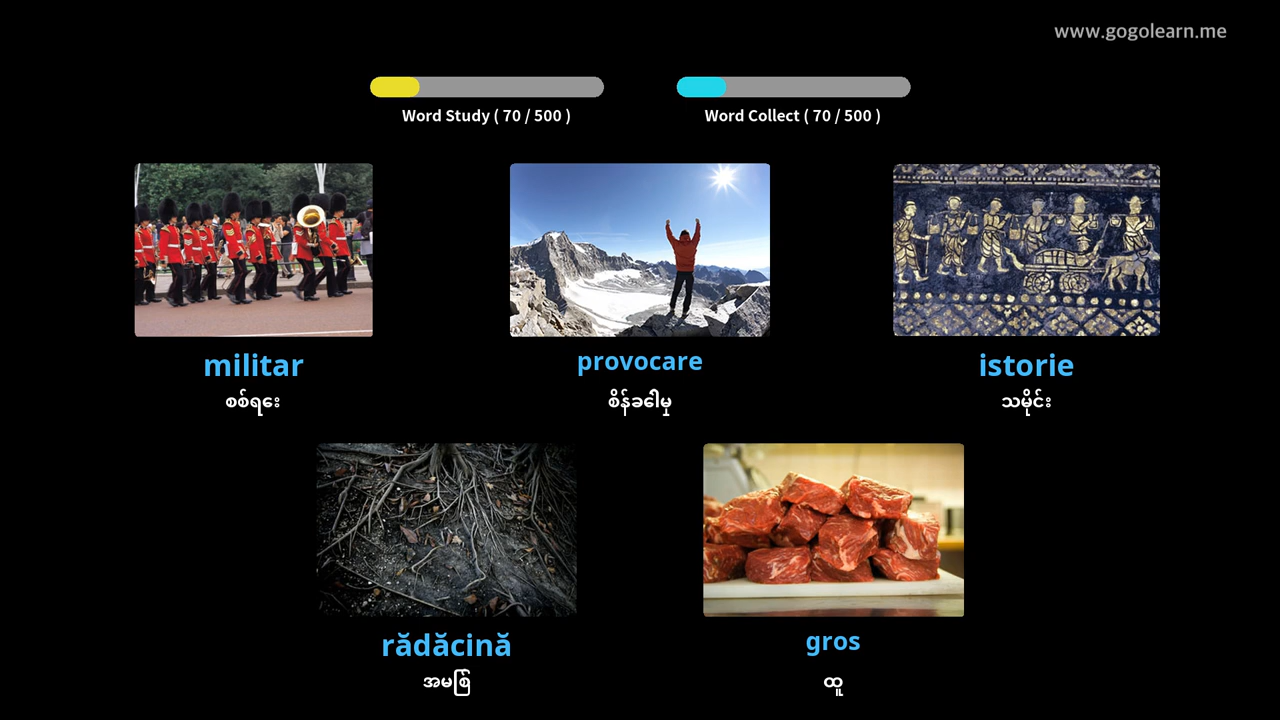 www.gogolearn.me
Word Study ( 70 / 500 )
Word Collect ( 70 / 500 )
militar
စစ်ရေး
provocare
စိန်ခေါ်မှု
istorie
သမိုင်း
rădăcină
အမြစ်
gros
ထူ